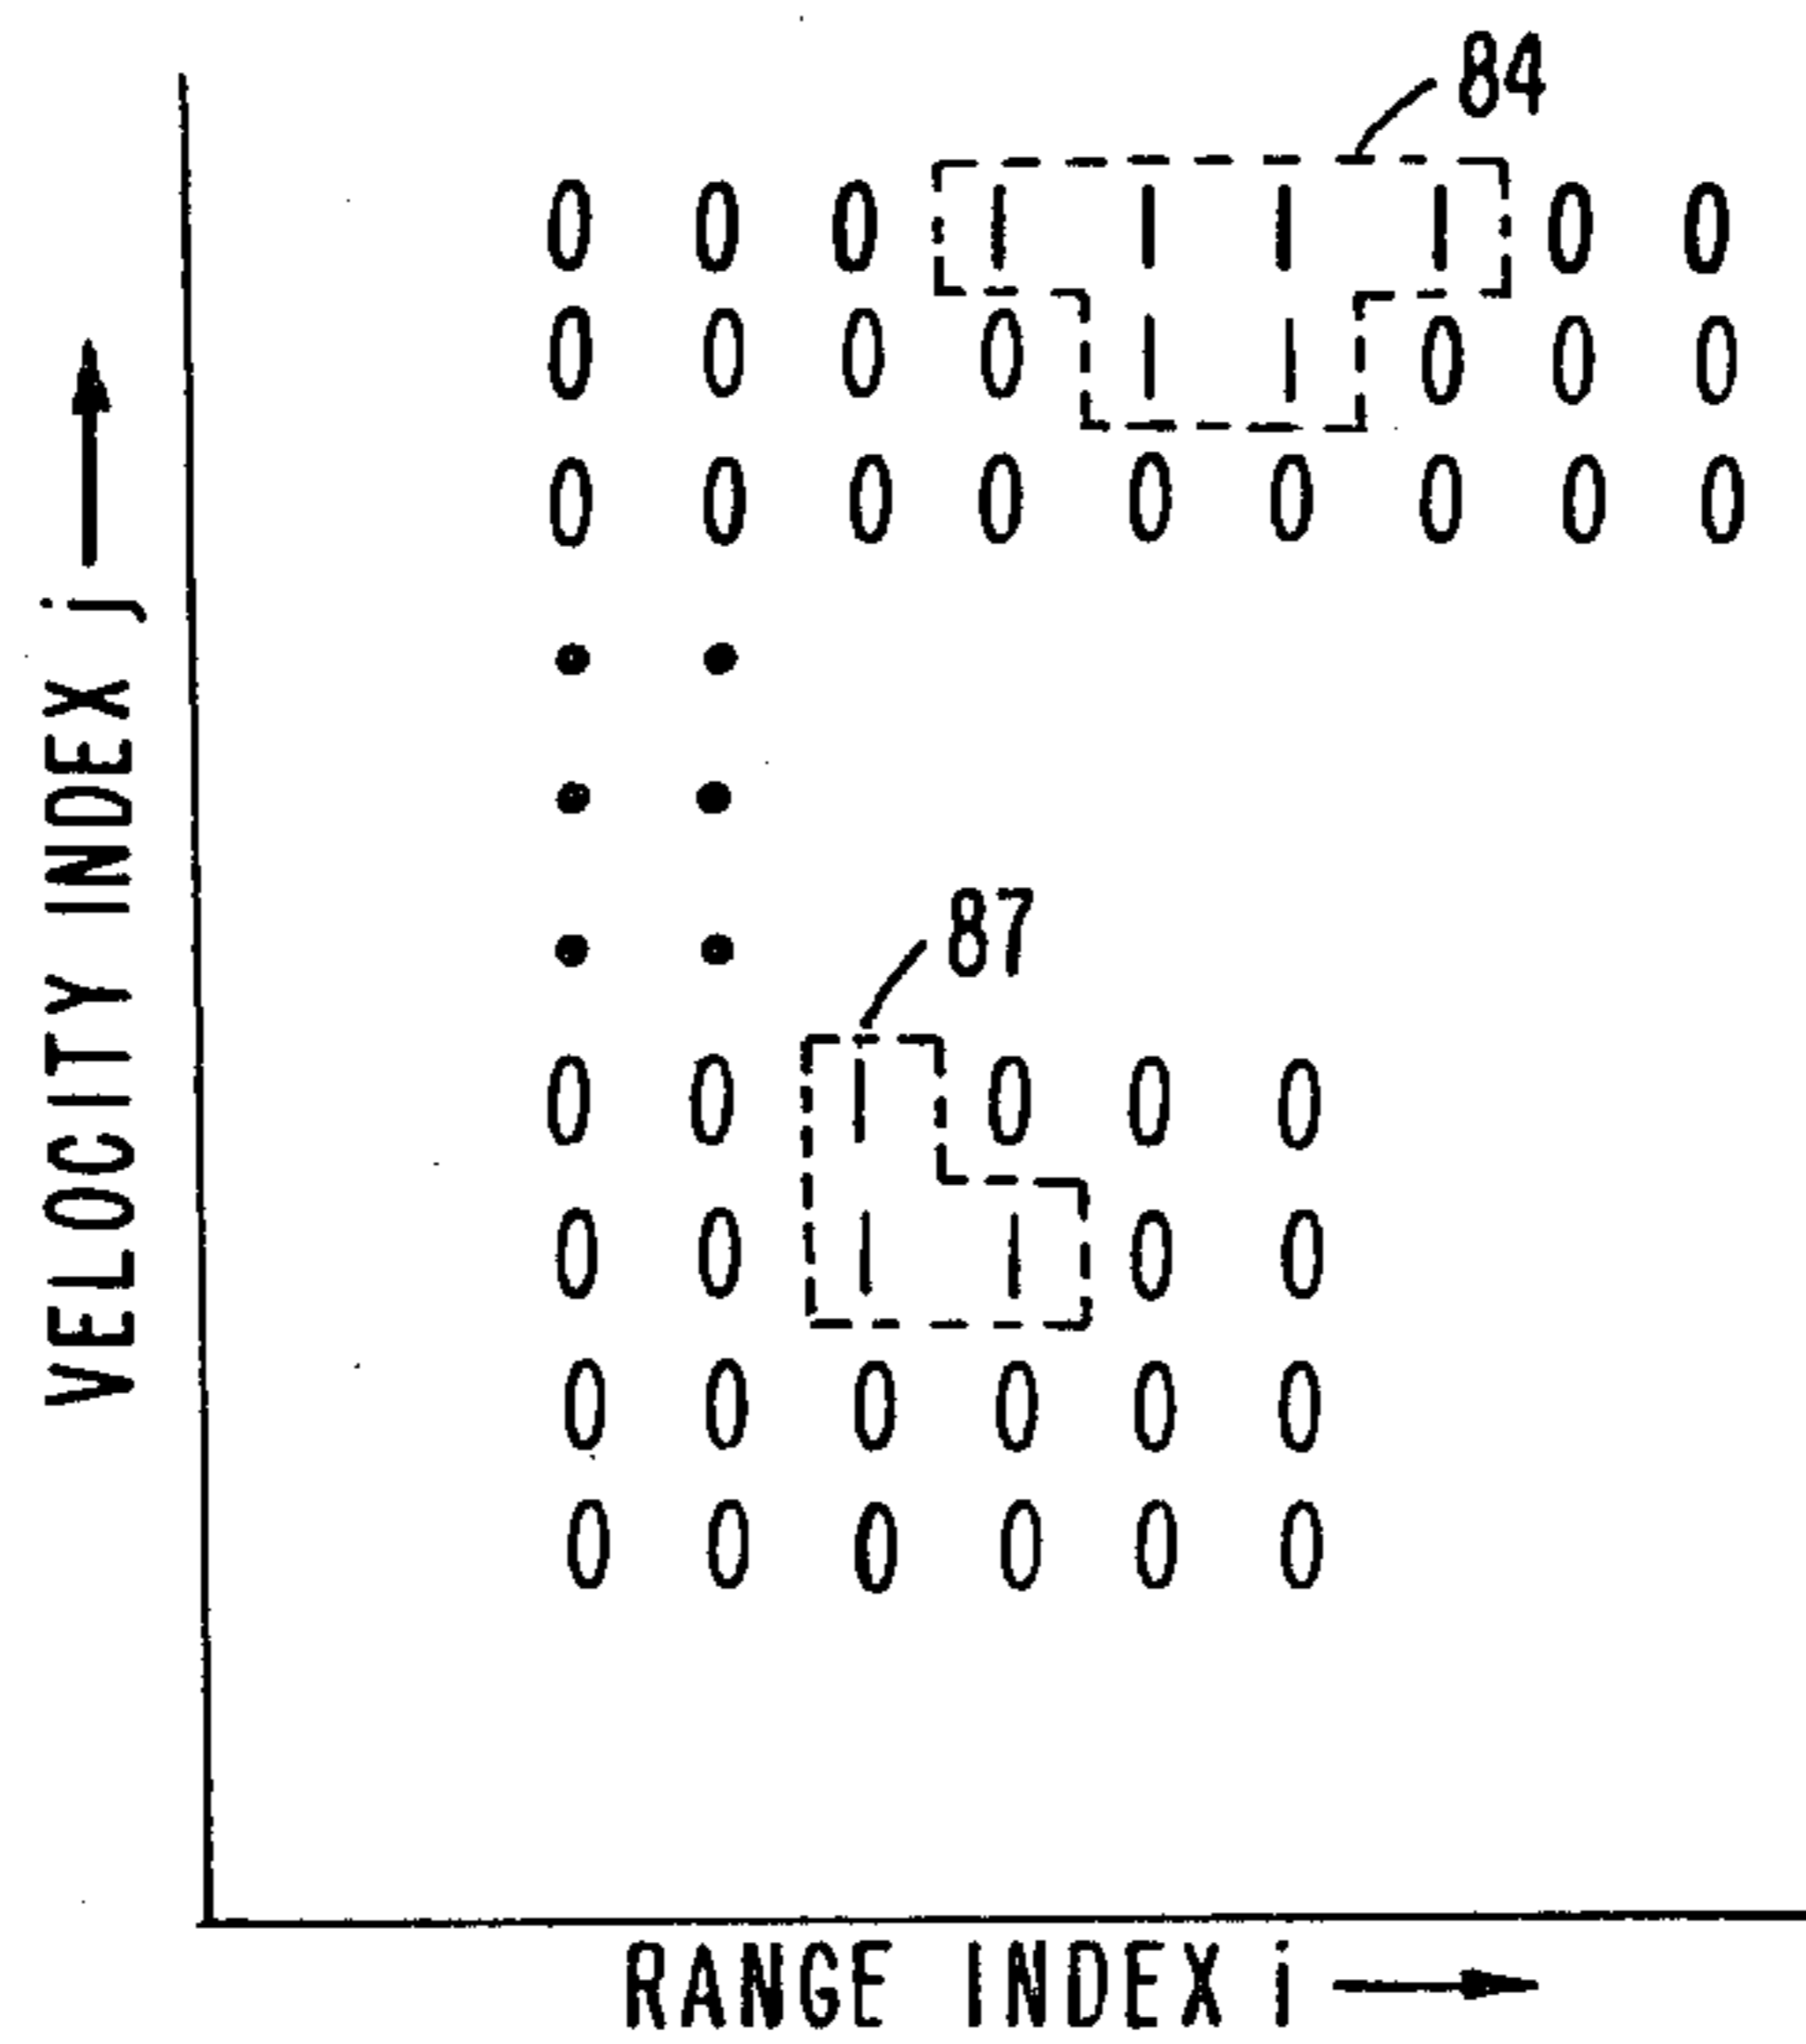 84
0 0 0 1 1 1 1 0 0
0 0 0 0 1 1 0 0 0
0 0 0 0 0 0 0 0 0
87
0 0 1 0 0 0
0 0 1 1 0 0
0 0 0 0 0 0
0 0 0 0 0 0
VELOCITY INDEX j
RANGE INDEX i